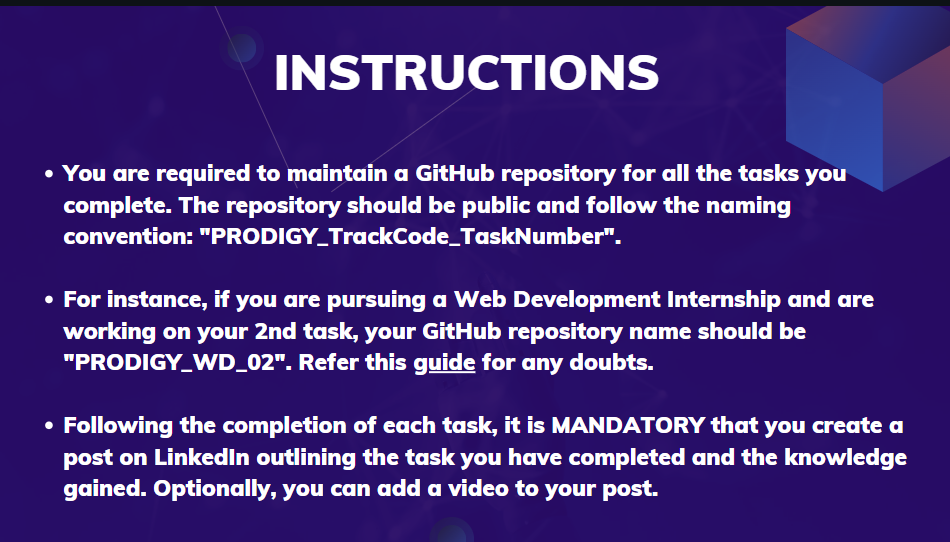 INSTRUCTIONS
• You are required to maintain a GitHub repository for all the tasks you
complete. The repository should be public and follow the naming
convention: "PRODIGY_TrackCode_TaskNumber".
• For instance, if you are pursuing a Web Development Internship and are
working on your 2nd task, your GitHub repository name should be
"PRODIGY_WD_02". Refer this guide for any doubts.
• Following the completion of each task, it is MANDATORY that you create a
post on LinkedIn outlining the task you have completed and the knowledge
gained. Optionally, you can add a video to your post.